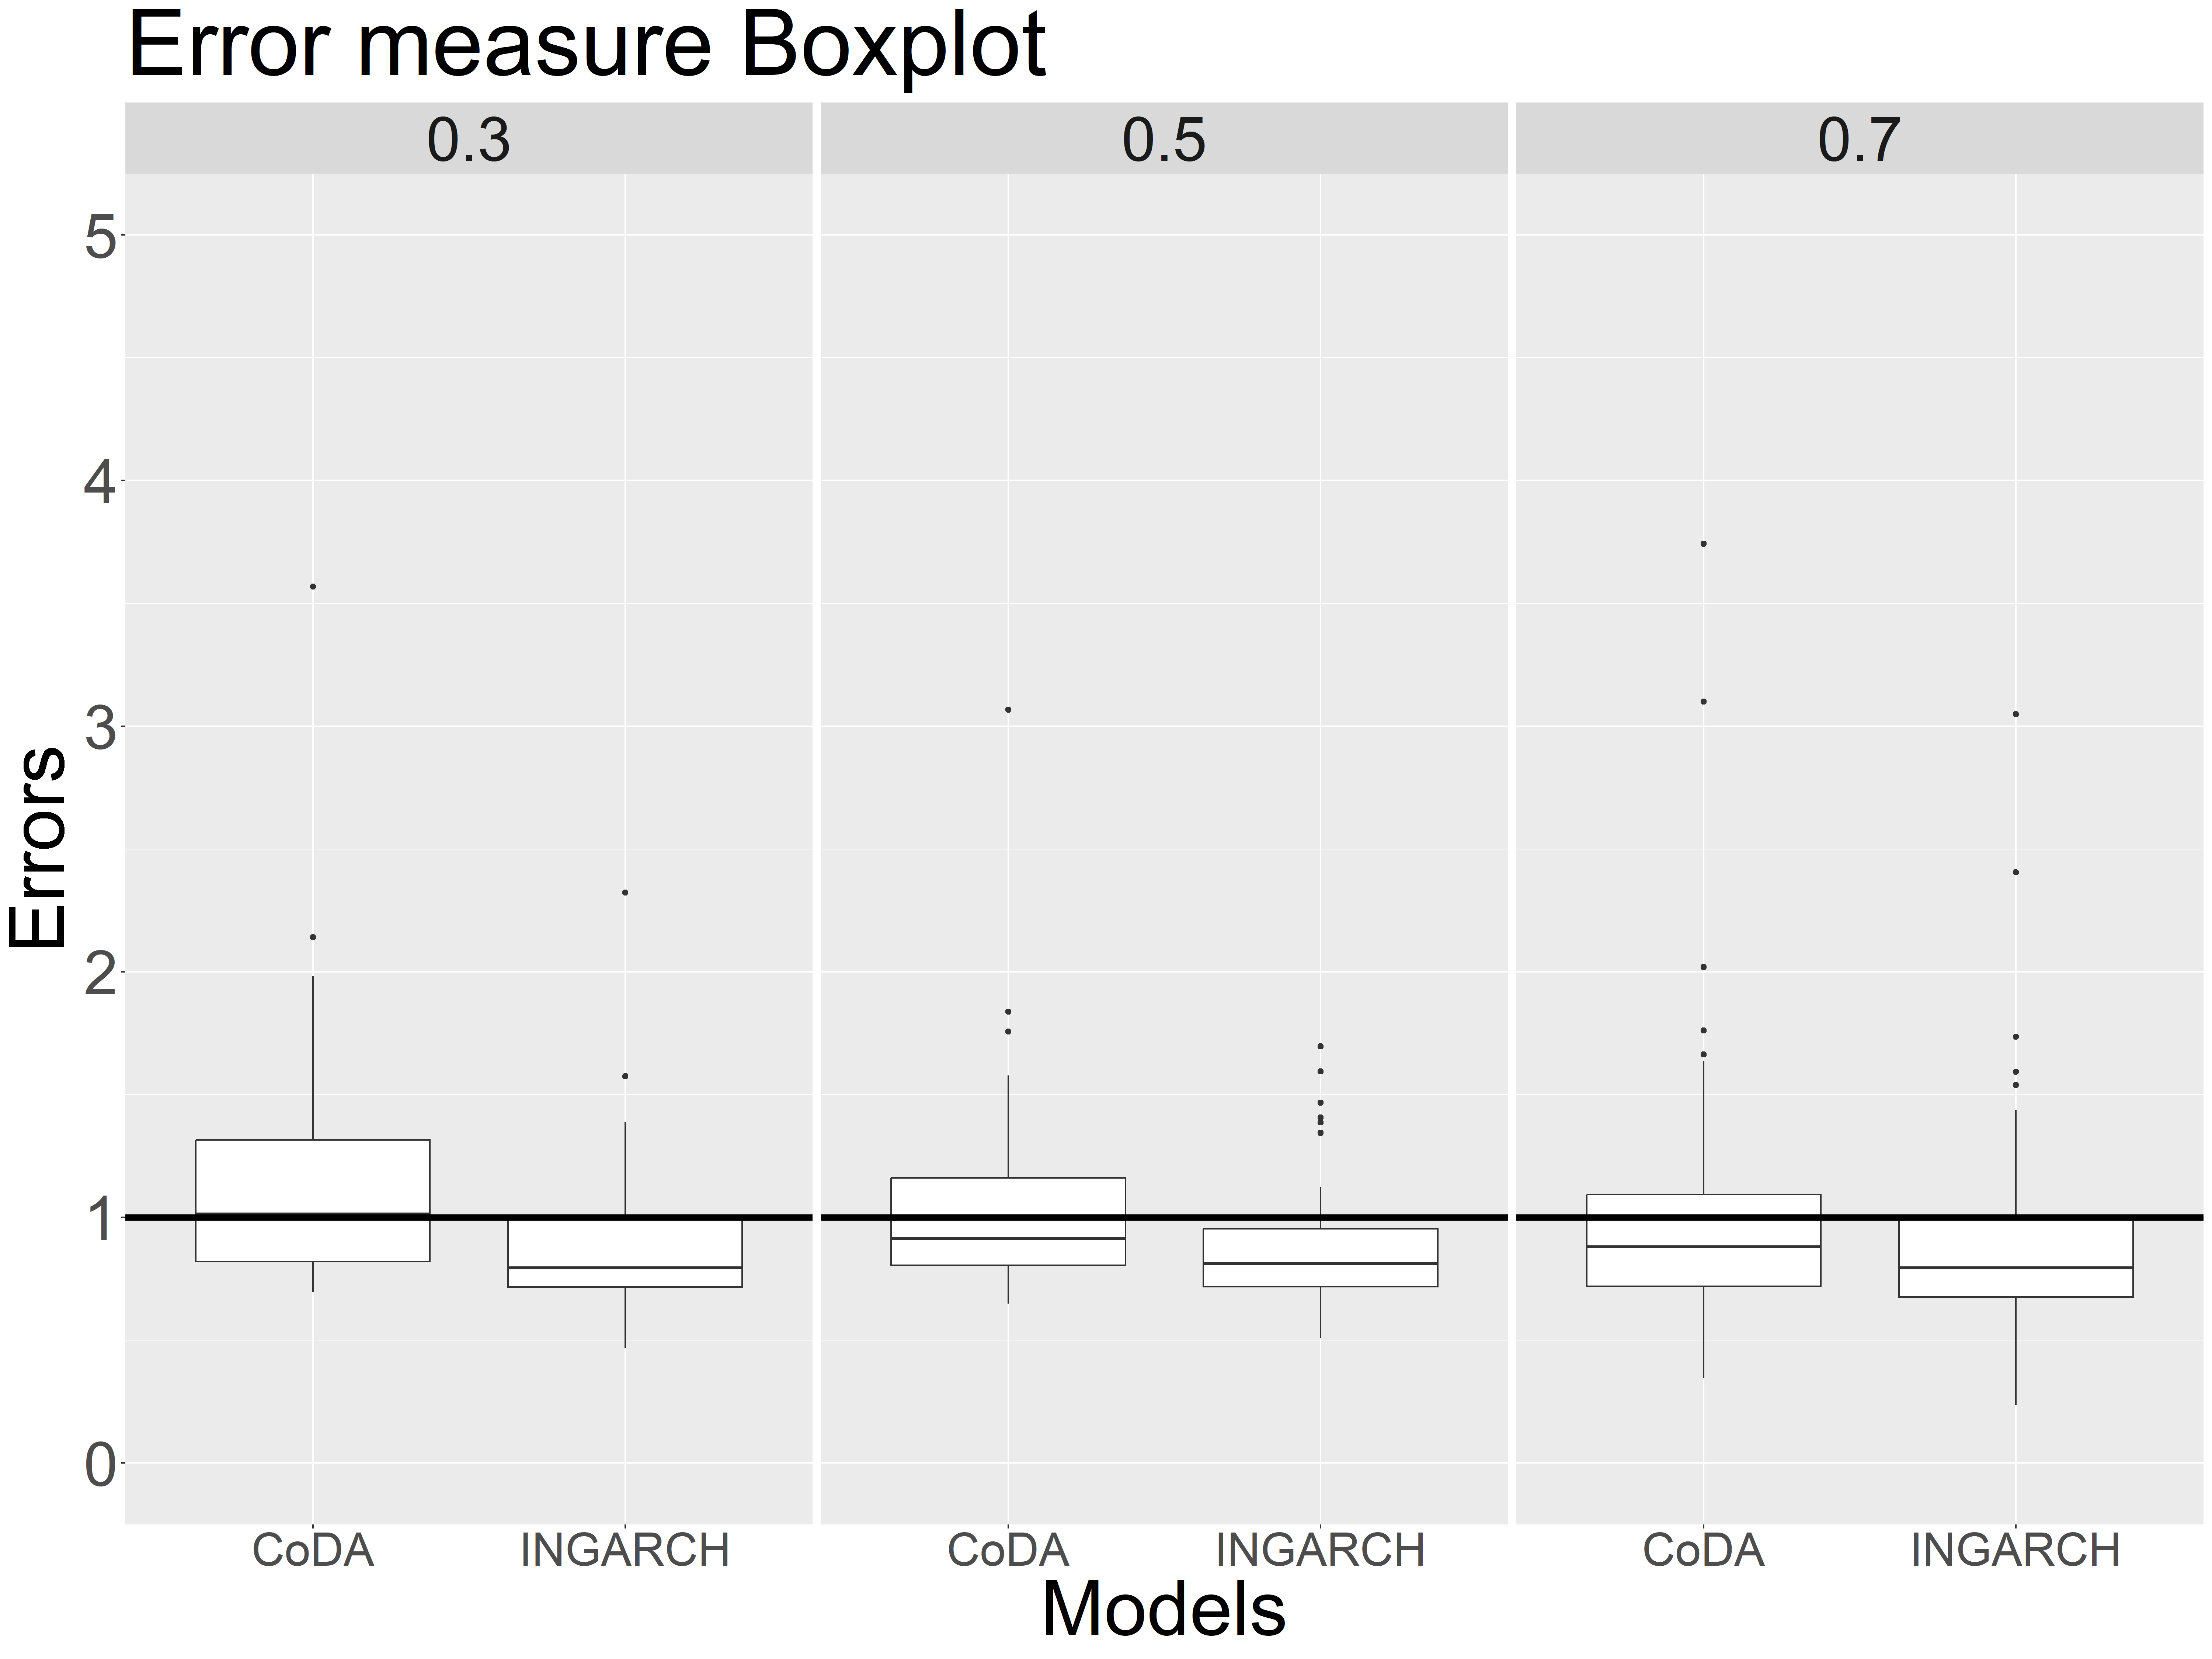 Error measure Boxplot
0.3 0.5 0.7
5
4
3
2
1
0
Errors
CoDA INGARCH CoDA INGARCH CoDA INGARCH
Models